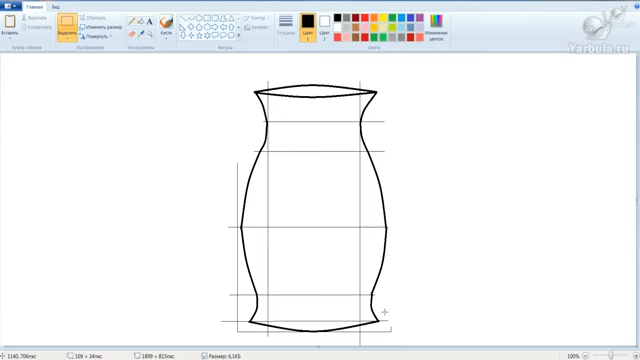 Главная Вид
Вставить
Вырезать
Копировать
Буфер обмена
Выделить
Обрезать
Изменить размер
Повернуть
Изображение
Инструменты
Кисти
Контур
Заливка
Фигуры
Толщина
Цвет 1
Цвет 2
Изменение цветов
Цвета
Yarbula.ru
1140, 706пкс
109 × 34пкс
1899 × 815пкс
Размер: 6,1КБ
100%